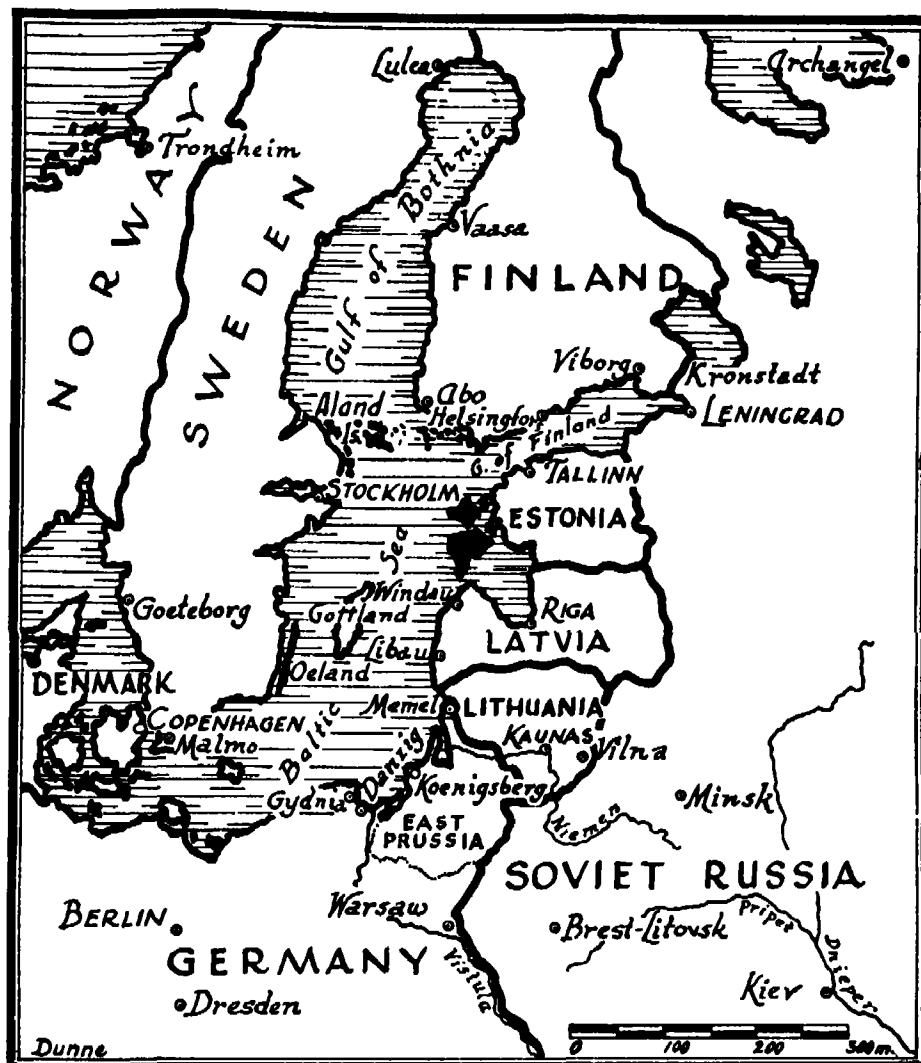 Lulea
Archangel
Trondheim
NORWAY
SWEDEN
Gulf of Bothnia
Vaasa
FINLAND
Viborg
Kronstadt
LENINGRAD
Aland
Is.
Abo
Helsingfors
G. of Finland
TALLINN
STOCKHOLM
ESTONIA
Baltic Sea
Windau
Gottland
Goeteborg
RIGA
LATVIA
Libau
Oeland
DENMARK
Memel
LITHUANIA
COPENHAGEN
KAUNAS
Malmo
Vilna
Danzig
Gydnia
Koenigsberg
Minsk
EAST
PRUSSIA
Niemen
SOVIET RUSSIA
Warsaw
BERLIN
Brest-Litovsk
Pripet
Dnieper
GERMANY
Vistula
Dresden
Kiev
Dunne
0 100 200 300 m.